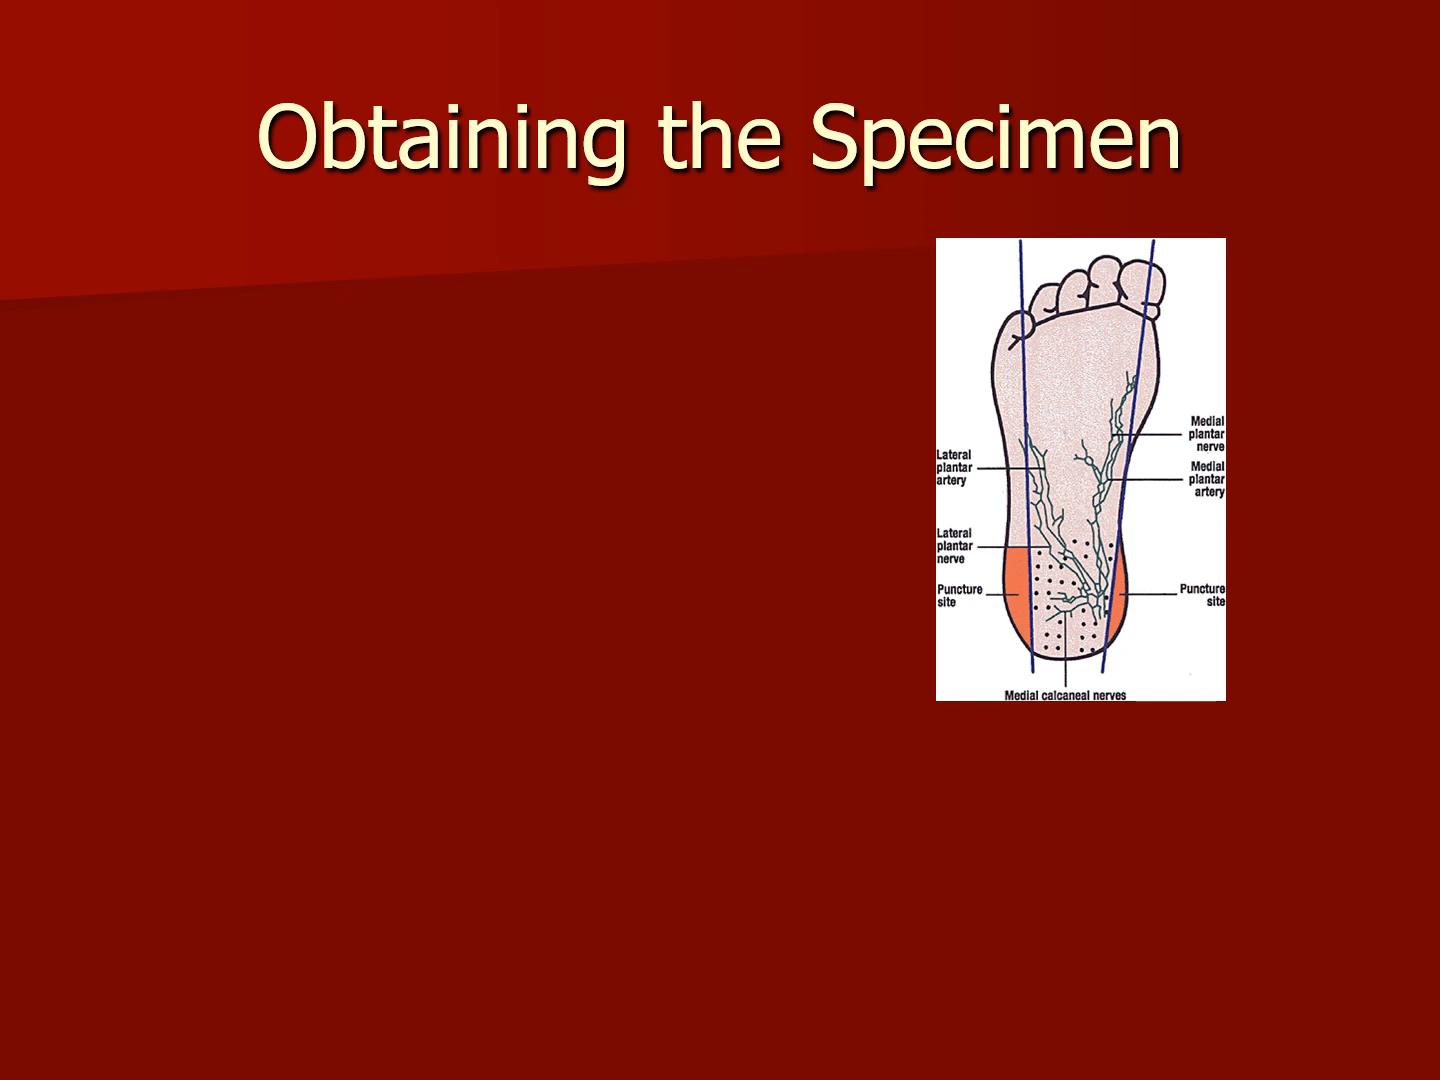 Obtaining the Specimen
Medial
plantar
nerve
Lateral
plantar
artery
Medial
plantar
artery
Lateral
plantar
nerve
Puncture
site
Puncture
site
Medial calcaneal nerves